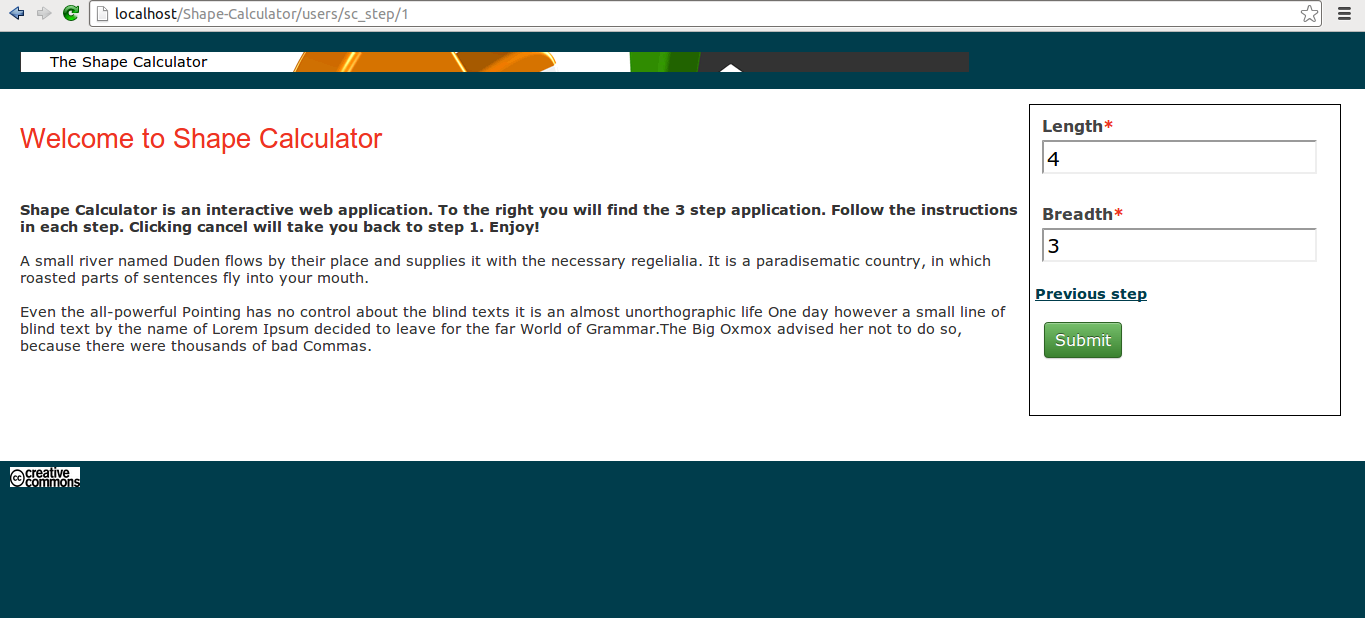 localhost/Shape-Calculator/users/sc_step/1
The Shape Calculator
Welcome to Shape Calculator
Shape Calculator is an interactive web application. To the right you will find the 3 step application. Follow the instructions
in each step. Clicking cancel will take you back to step 1. Enjoy!
A small river named Duden flows by their place and supplies it with the necessary regelialia. It is a paradisematic country, in which
roasted parts of sentences fly into your mouth.
Even the all-powerful Pointing has no control about the blind texts it is an almost unorthographic life One day however a small line of
blind text by the name of Lorem Ipsum decided to leave for the far World of Grammar.The Big Oxmox advised her not to do so,
because there were thousands of bad Commas.
Length*
4
Breadth*
3
Previous step
Submit
cc creative
commons